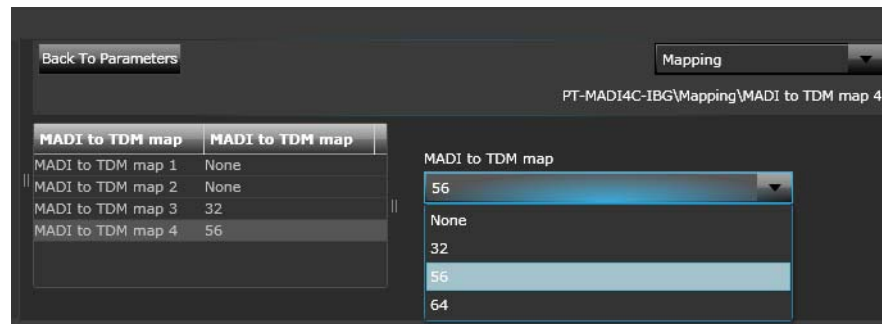 Back To Parameters
Mapping
PT-MADI4C-IBG\Mapping\MADI to TDM map 4
MADI to TDM map MADI to TDM map
MADI to TDM map 1 None
MADI to TDM map 2 None
MADI to TDM map 3 32
MADI to TDM map 4 56
MADI to TDM map
56
None
32
56
64